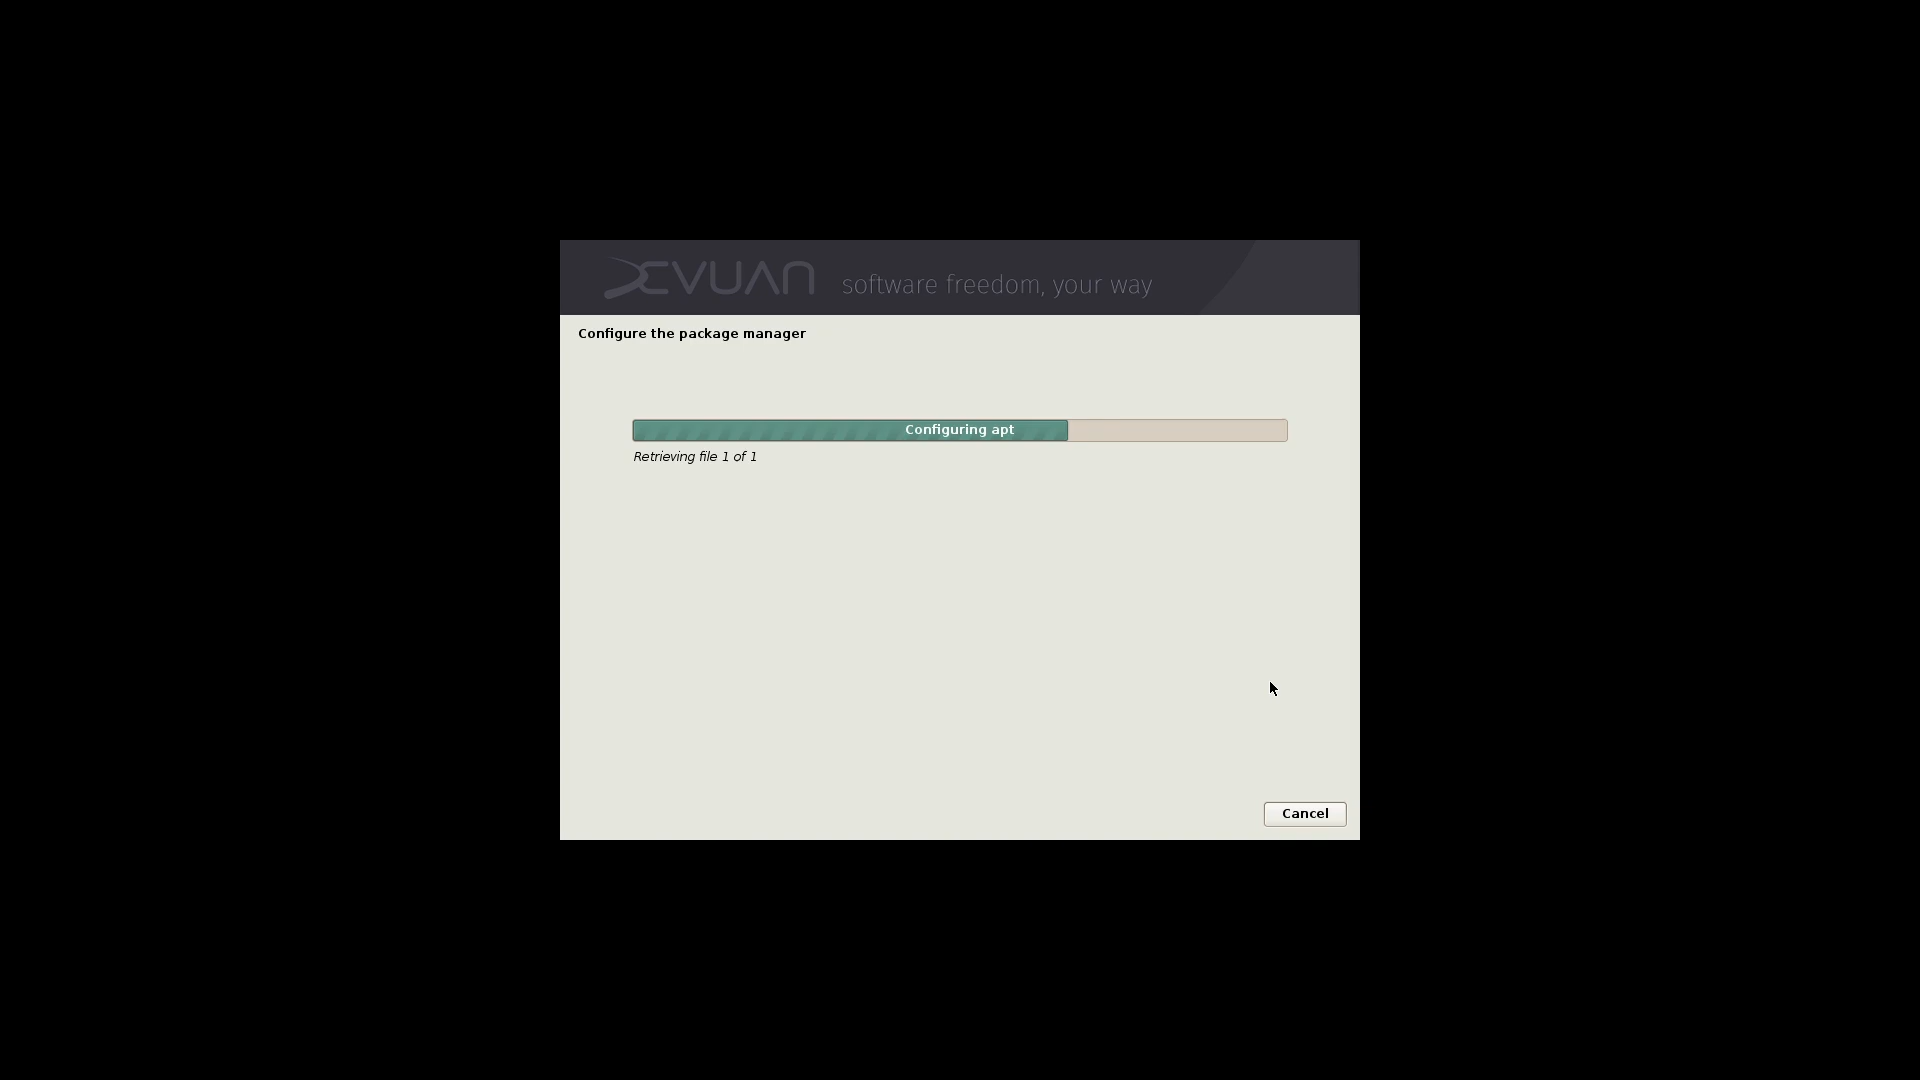 DEVUAN software freedom, your way
Configure the package manager
Configuring apt
Retrieving file 1 of 1
Cancel